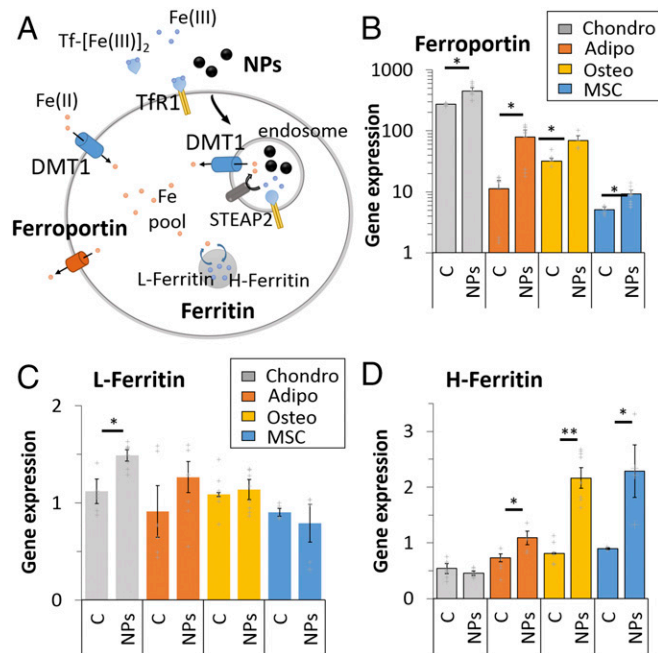 A
Fe(III)
Tf-[Fe(III)]2
NPs
TfR1
Fe(II)
DMT1
DMT1
endosome
Fe
pool
STEAP2
Ferroportin
L-Ferritin
H-Ferritin
Ferritin
B
Ferroportin
Chondro
Adipo
Osteo
MSC
Gene expression
1000
100
10
1
*
*
*
*
C
NPs
C
NPs
C
NPs
C
NPs
C
L-Ferritin
Chondro
Adipo
Osteo
MSC
Gene expression
2
1
0
*
C
NPs
C
NPs
C
NPs
C
NPs
D
H-Ferritin
Gene expression
3
2
1
0
*
**
*
C
NPs
C
NPs
C
NPs
C
NPs